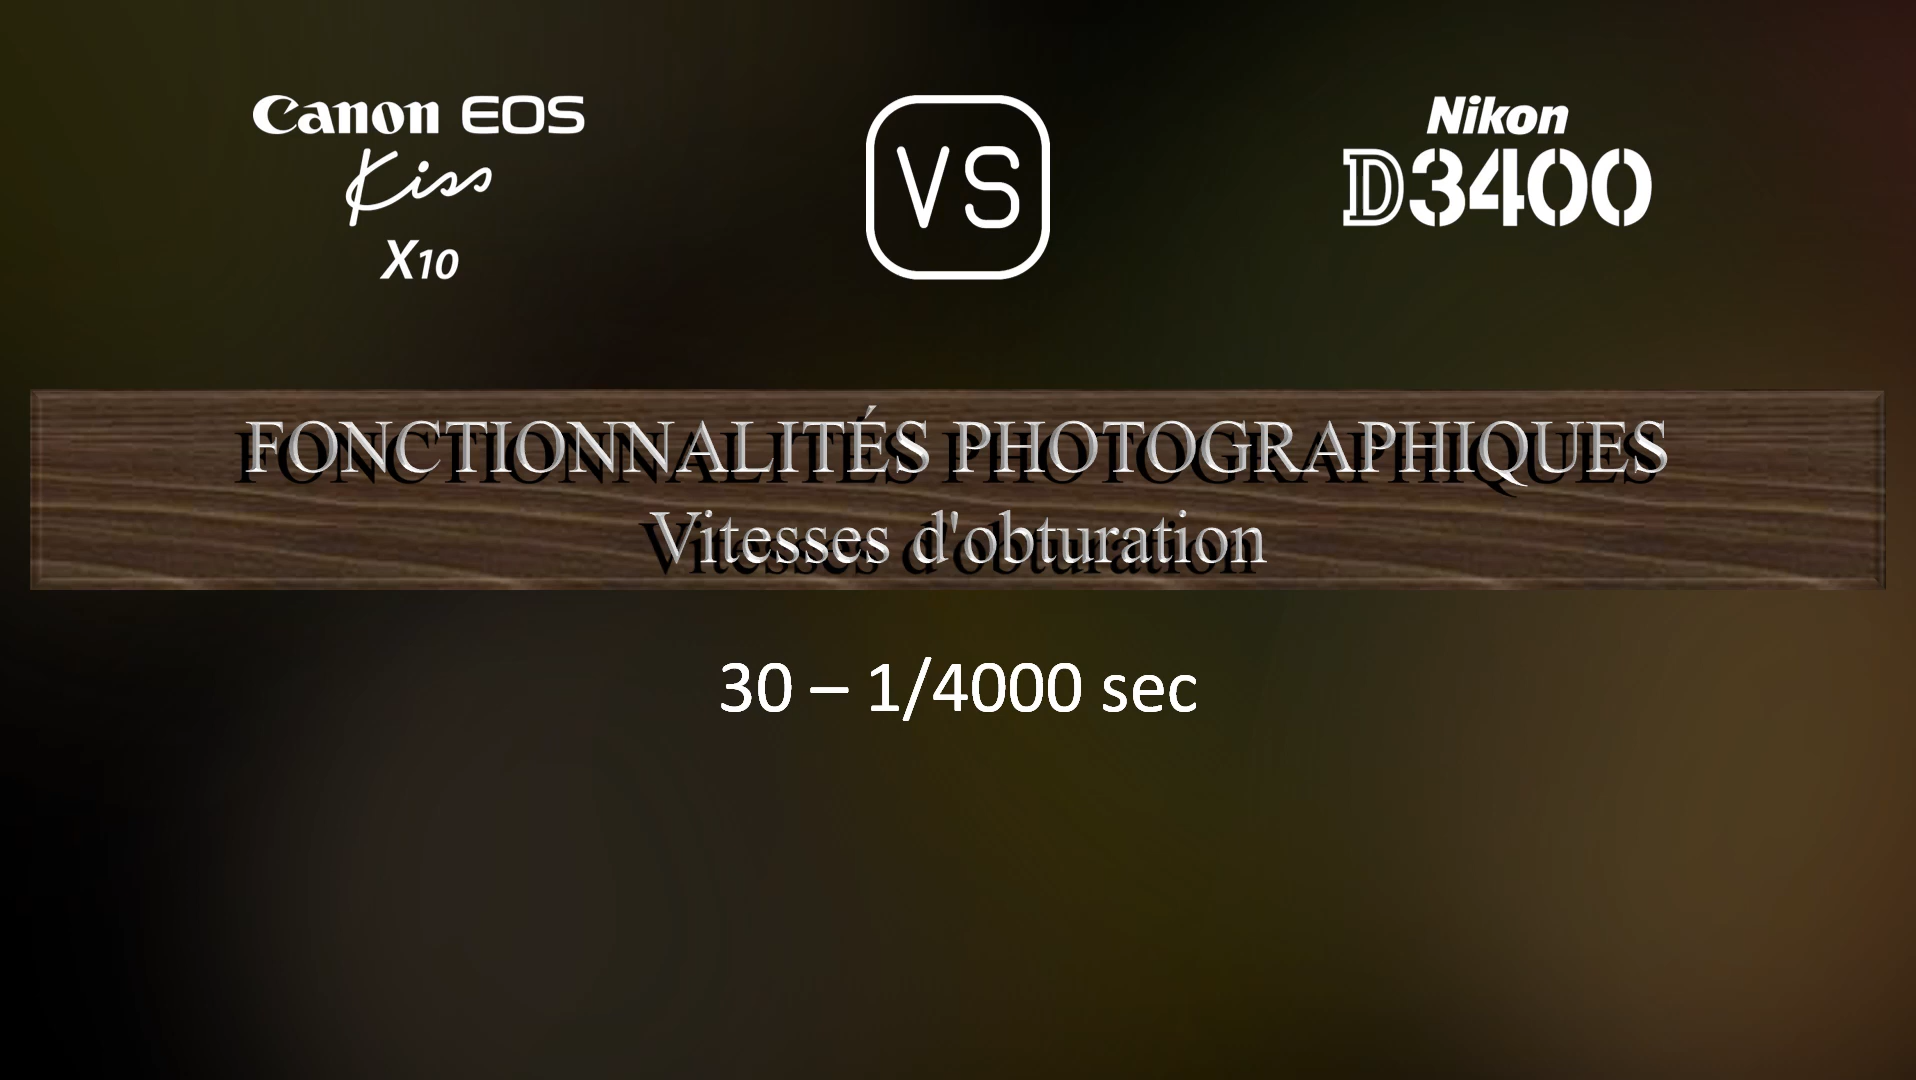 Canon EOS
Kiss
X10
VS
Nikon
D3400
FONCTIONNALITÉS PHOTOGRAPHIQUES
Vitesses d'obturation
30 – 1/4000 sec